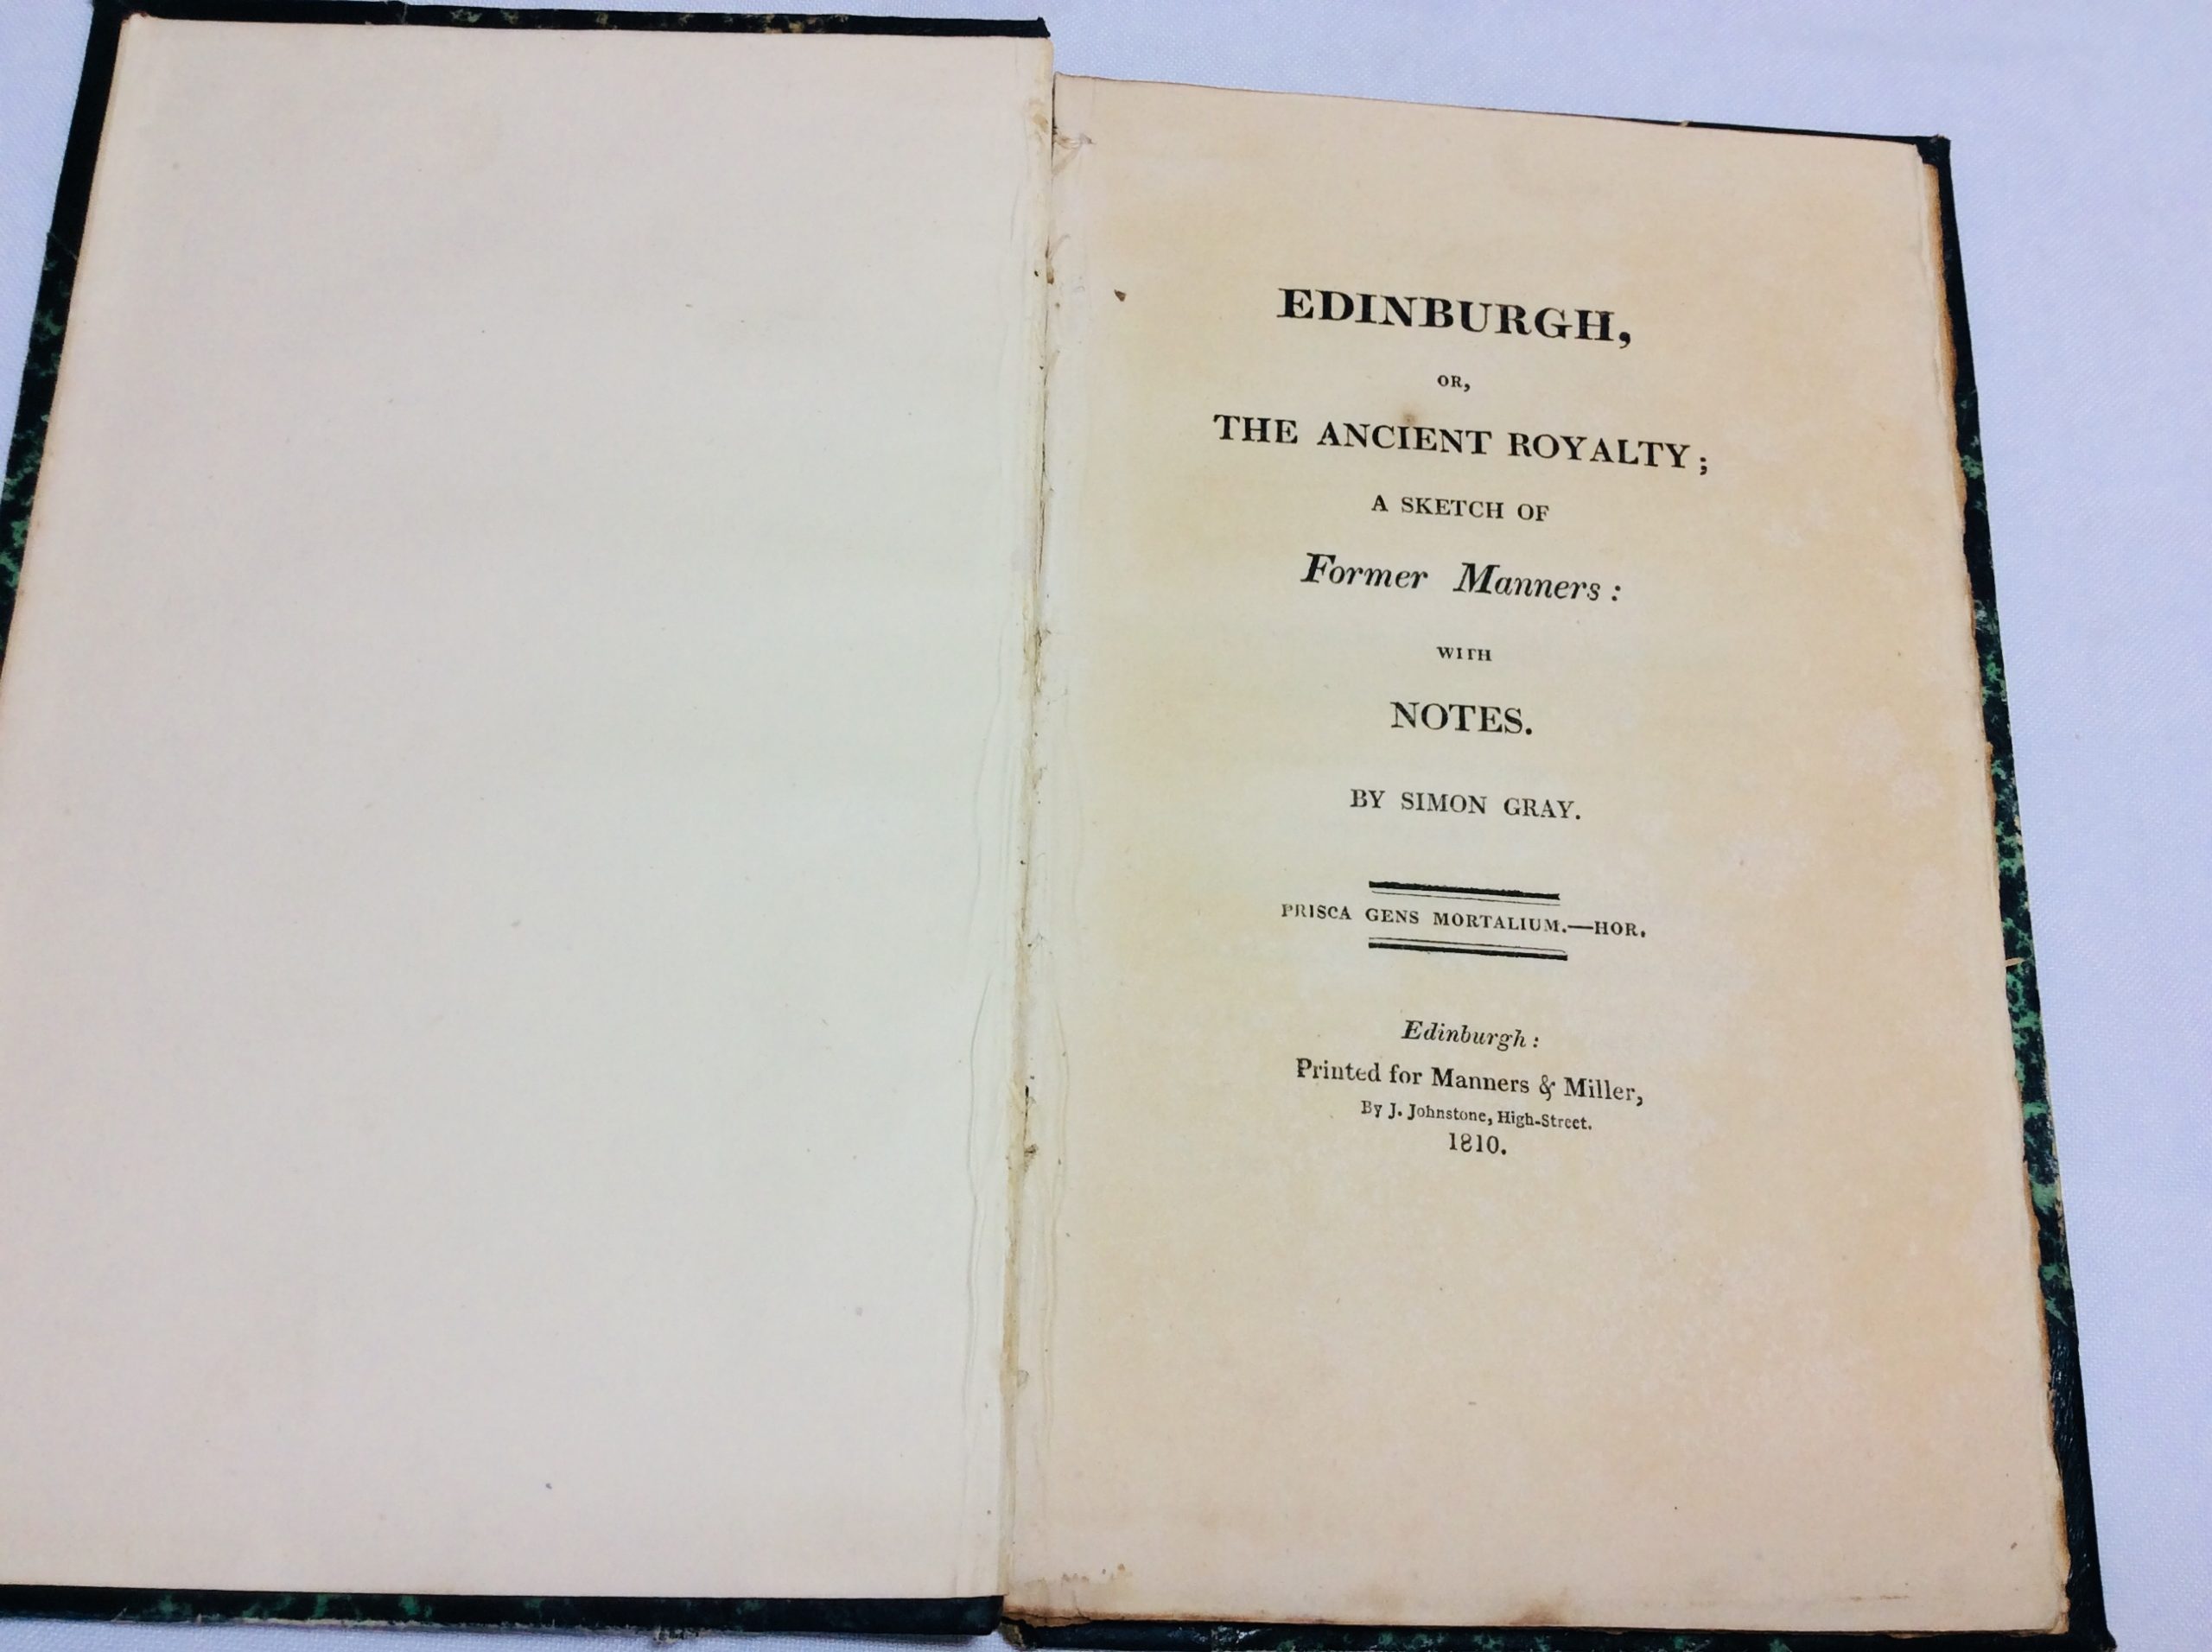 EDINBURGH,
OR,
THE ANCIENT ROYALTY;
A SKETCH OF
Former Manners:
WITH
NOTES.
BY SIMON GRAY.
PRISCA GENS MORTALIUM.—HOR.
Edinburgh:
Printed for Manners & Miller,
By J. Johnstone, High-Street.
1810.